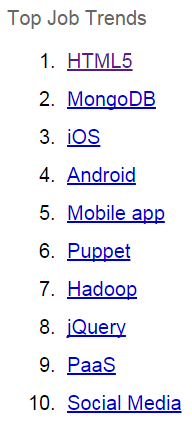 Top Job Trends
1. HTML5
2. MongoDB
3. iOS
4. Android
5. Mobile app
6. Puppet
7. Hadoop
8. jQuery
9. PaaS
10. Social Media